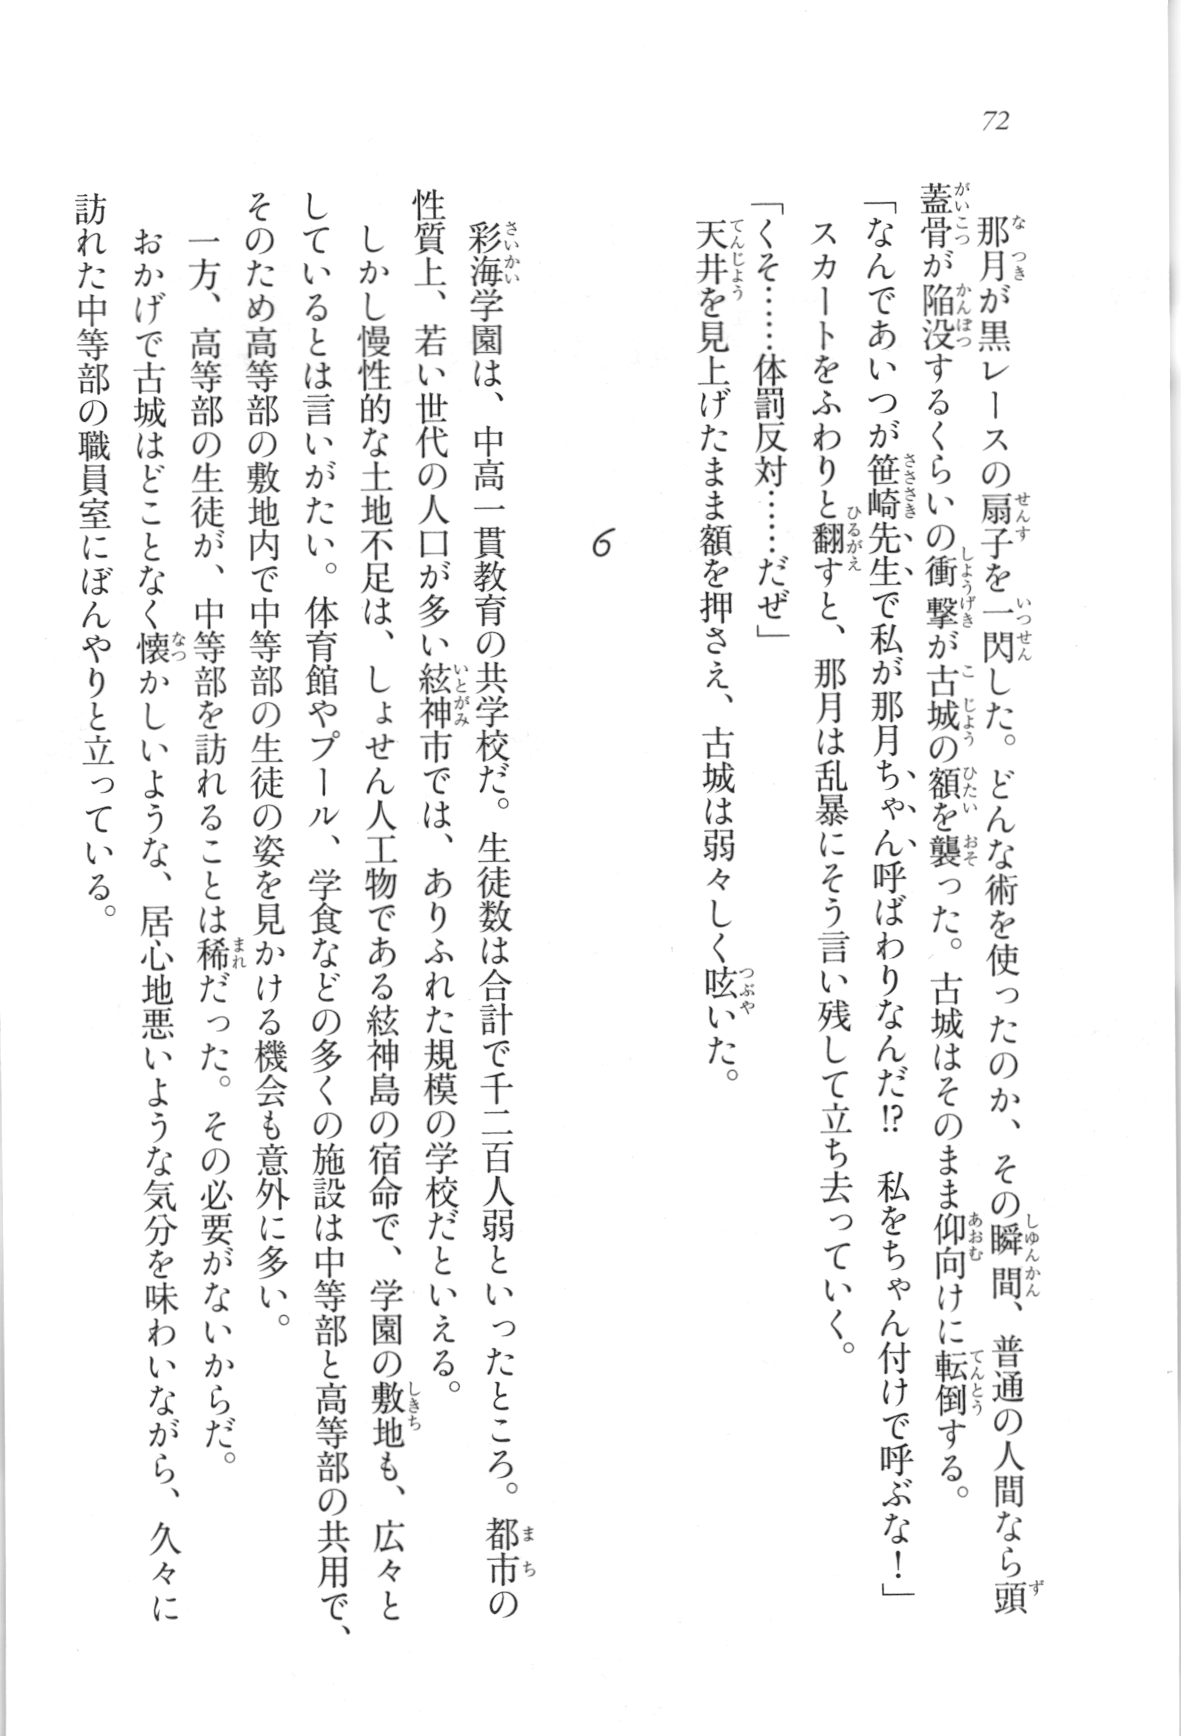 72
那月が黒レースの扇子を一閃した。どんな術を使ったのか、その瞬間、普通の人間なら頭
蓋骨が陥没するくらいの衝撃が古城の額を襲った。古城はそのまま仰向けに転倒する。
「なんであいつが笹崎先生で私が那月ちゃん呼ばわりなんだ!?　私をちゃん付けで呼ぶな！」
スカートをふわりと翻すと、那月は乱暴にそう言い残して立ち去っていく。
「くそ……体罰反対……だぜ」
天井を見上げたまま額を押さえ、古城は弱々しく呟いた。
6
彩海学園は、中高一貫教育の共学校だ。生徒数は合計で千二百人弱といったところ。都市の
性質上、若い世代の人口が多い絃神市では、ありふれた規模の学校だといえる。
しかし慢性的な土地不足は、しょせん人工物である絃神島の宿命で、学園の敷地も、広々と
しているとは言いがたい。体育館やプール、学食などの多くの施設は中等部と高等部の共用で、
そのため高等部の敷地内で中等部の生徒の姿を見かける機会も意外に多い。
一方、高等部の生徒が、中等部を訪れることは稀だった。その必要がないからだ。
おかげで古城はどことなく懐かしいような、居心地悪いような気分を味わいながら、久々に
訪れた中等部の職員室にぼんやりと立っている。